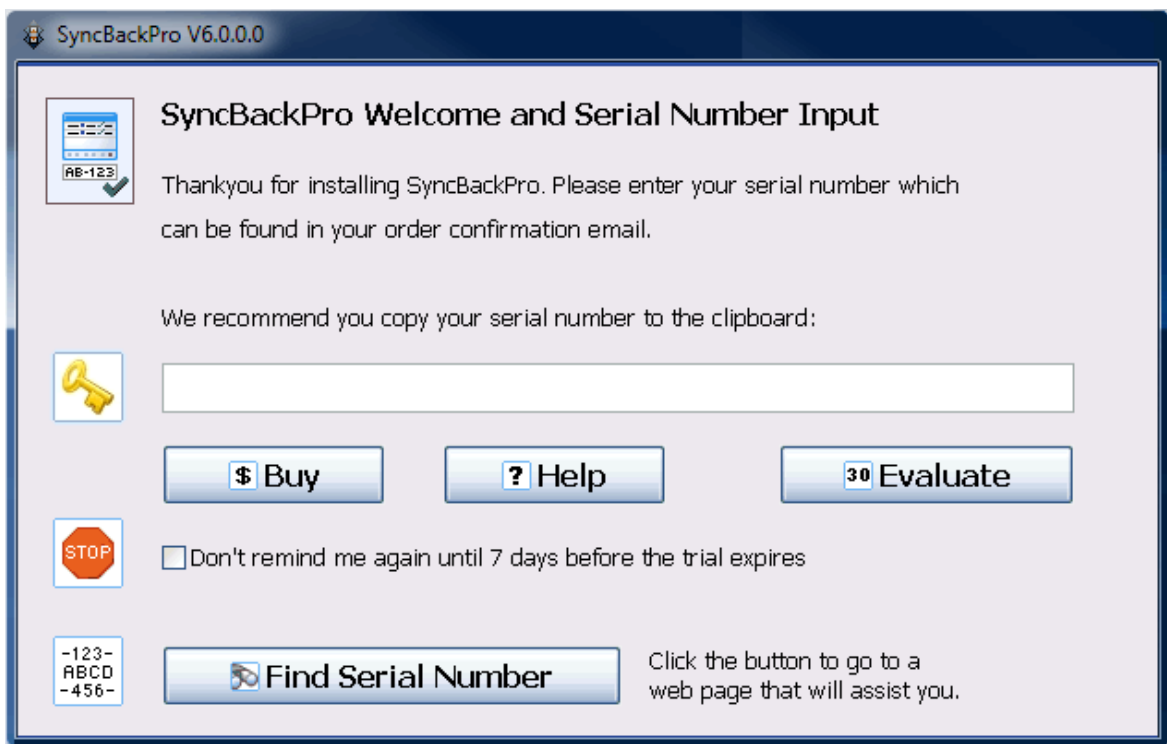 SyncBackPro V6.0.0.0
SyncBackPro Welcome and Serial Number Input
AB-123
Thankyou for installing SyncBackPro. Please enter your serial number which
can be found in your order confirmation email.
We recommend you copy your serial number to the clipboard:
$ Buy
? Help
30 Evaluate
STOP
Don't remind me again until 7 days before the trial expires
-123-
ABCD
-456-
Find Serial Number
Click the button to go to a
web page that will assist you.